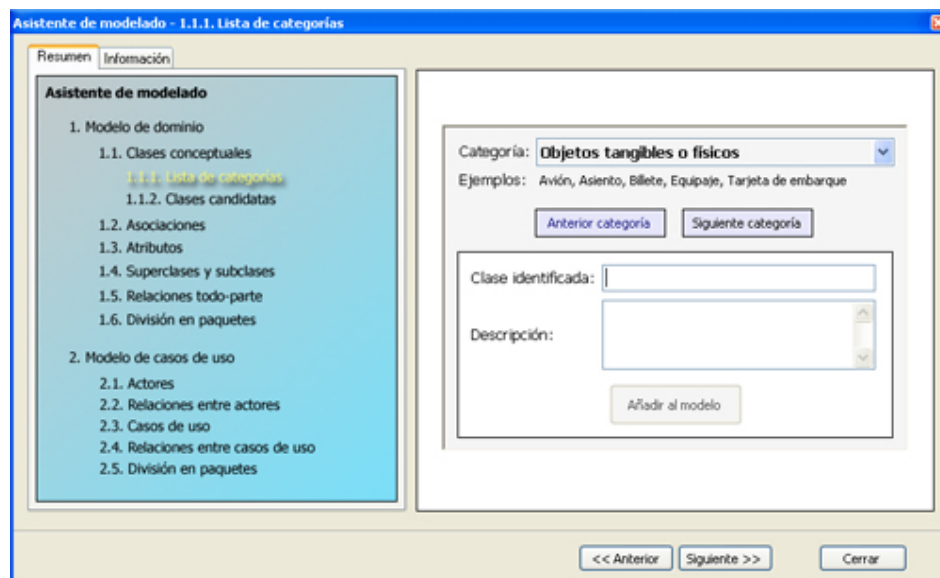 Asistente de modelado - 1.1.1. Lista de categorías
Resumen
Información
Asistente de modelado
1. Modelo de dominio
1.1. Clases conceptuales
1.1.1. Lista de categorías
1.1.2. Clases candidatas
1.2. Asociaciones
1.3. Atributos
1.4. Superclases y subclases
1.5. Relaciones todo-parte
1.6. División en paquetes
2. Modelo de casos de uso
2.1. Actores
2.2. Relaciones entre actores
2.3. Casos de uso
2.4. Relaciones entre casos de uso
2.5. División en paquetes
Categoría: Objetos tangibles o físicos
Ejemplos: Avión, Asiento, Billete, Equipaje, Tarjeta de embarque
Anterior categoría
Siguiente categoría
Clase identificada:
Descripción:
Añadir al modelo
<< Anterior
Siguiente >>
Cerrar